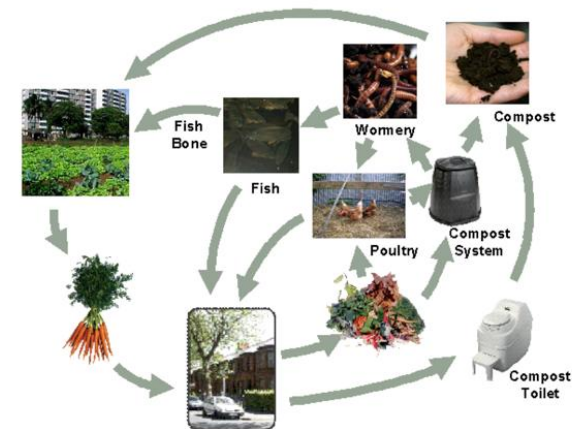 Wormery
Compost
Fish
Bone
Fish
Poultry
Compost
System
Compost
Toilet